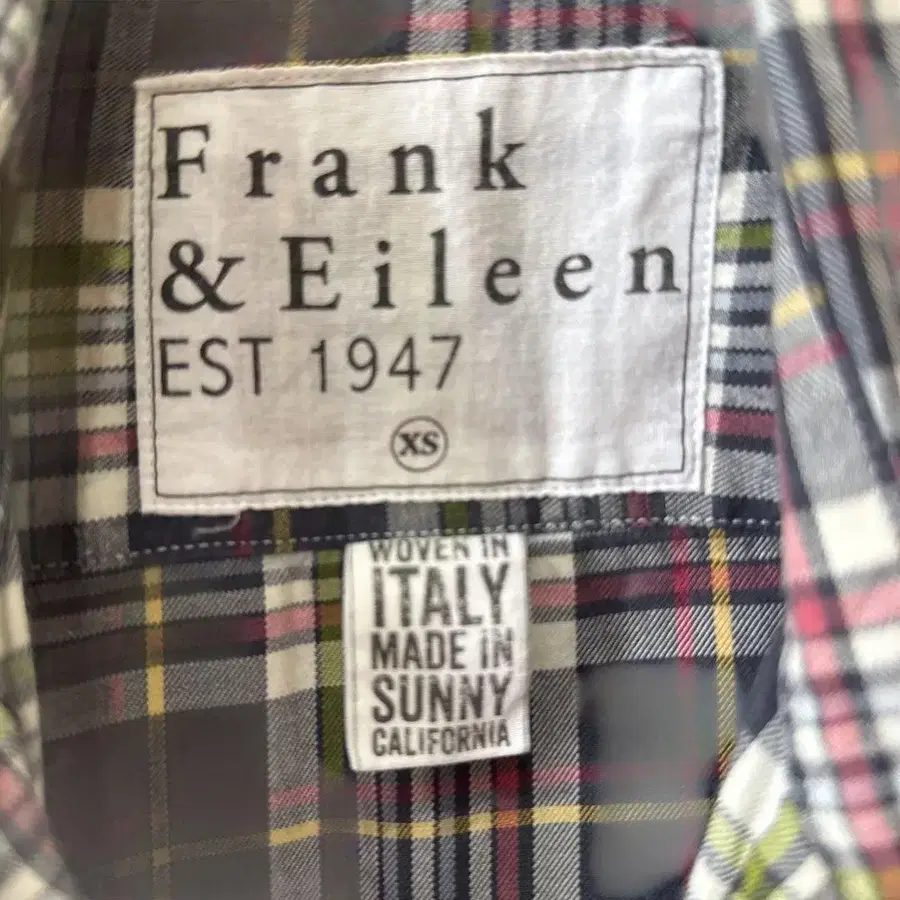 Frank
& Eileen
EST 1947
XS
WOVEN IN
ITALY
MADE IN
SUNNY
CALIFORNIA